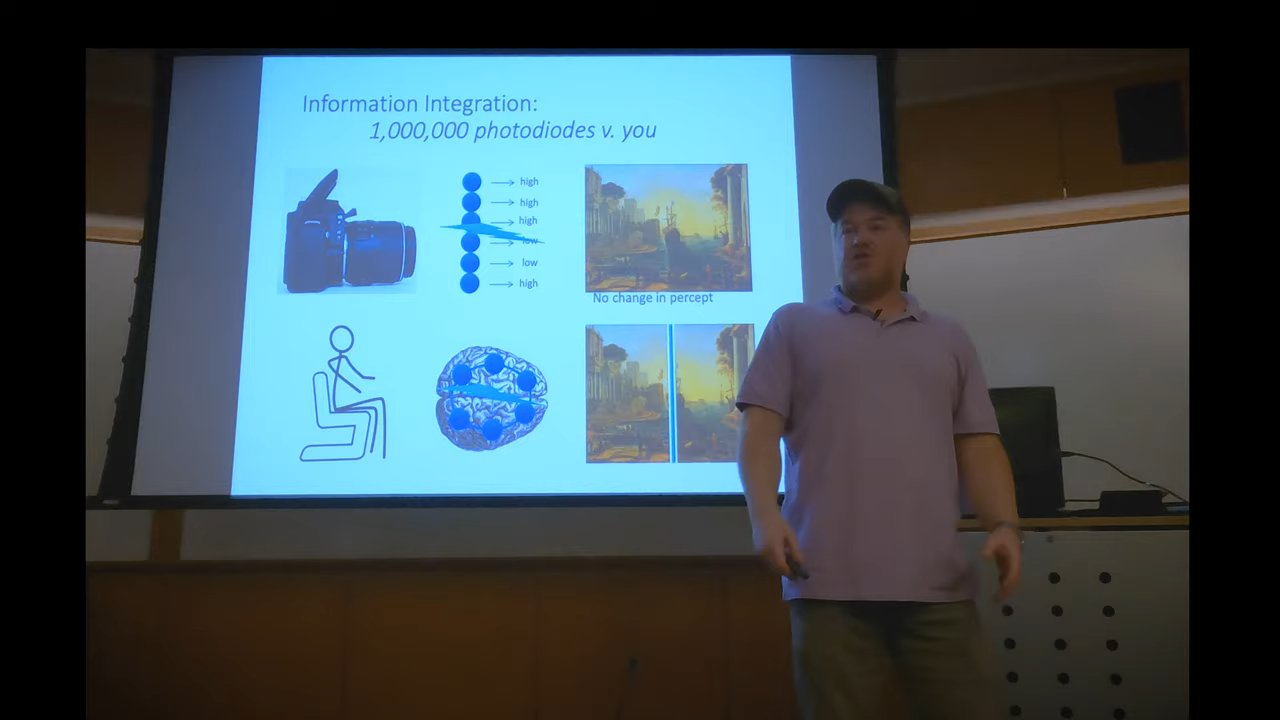 Information Integration:
1,000,000 photodiodes v. you
high
high
high
low
low
high
No change in percept